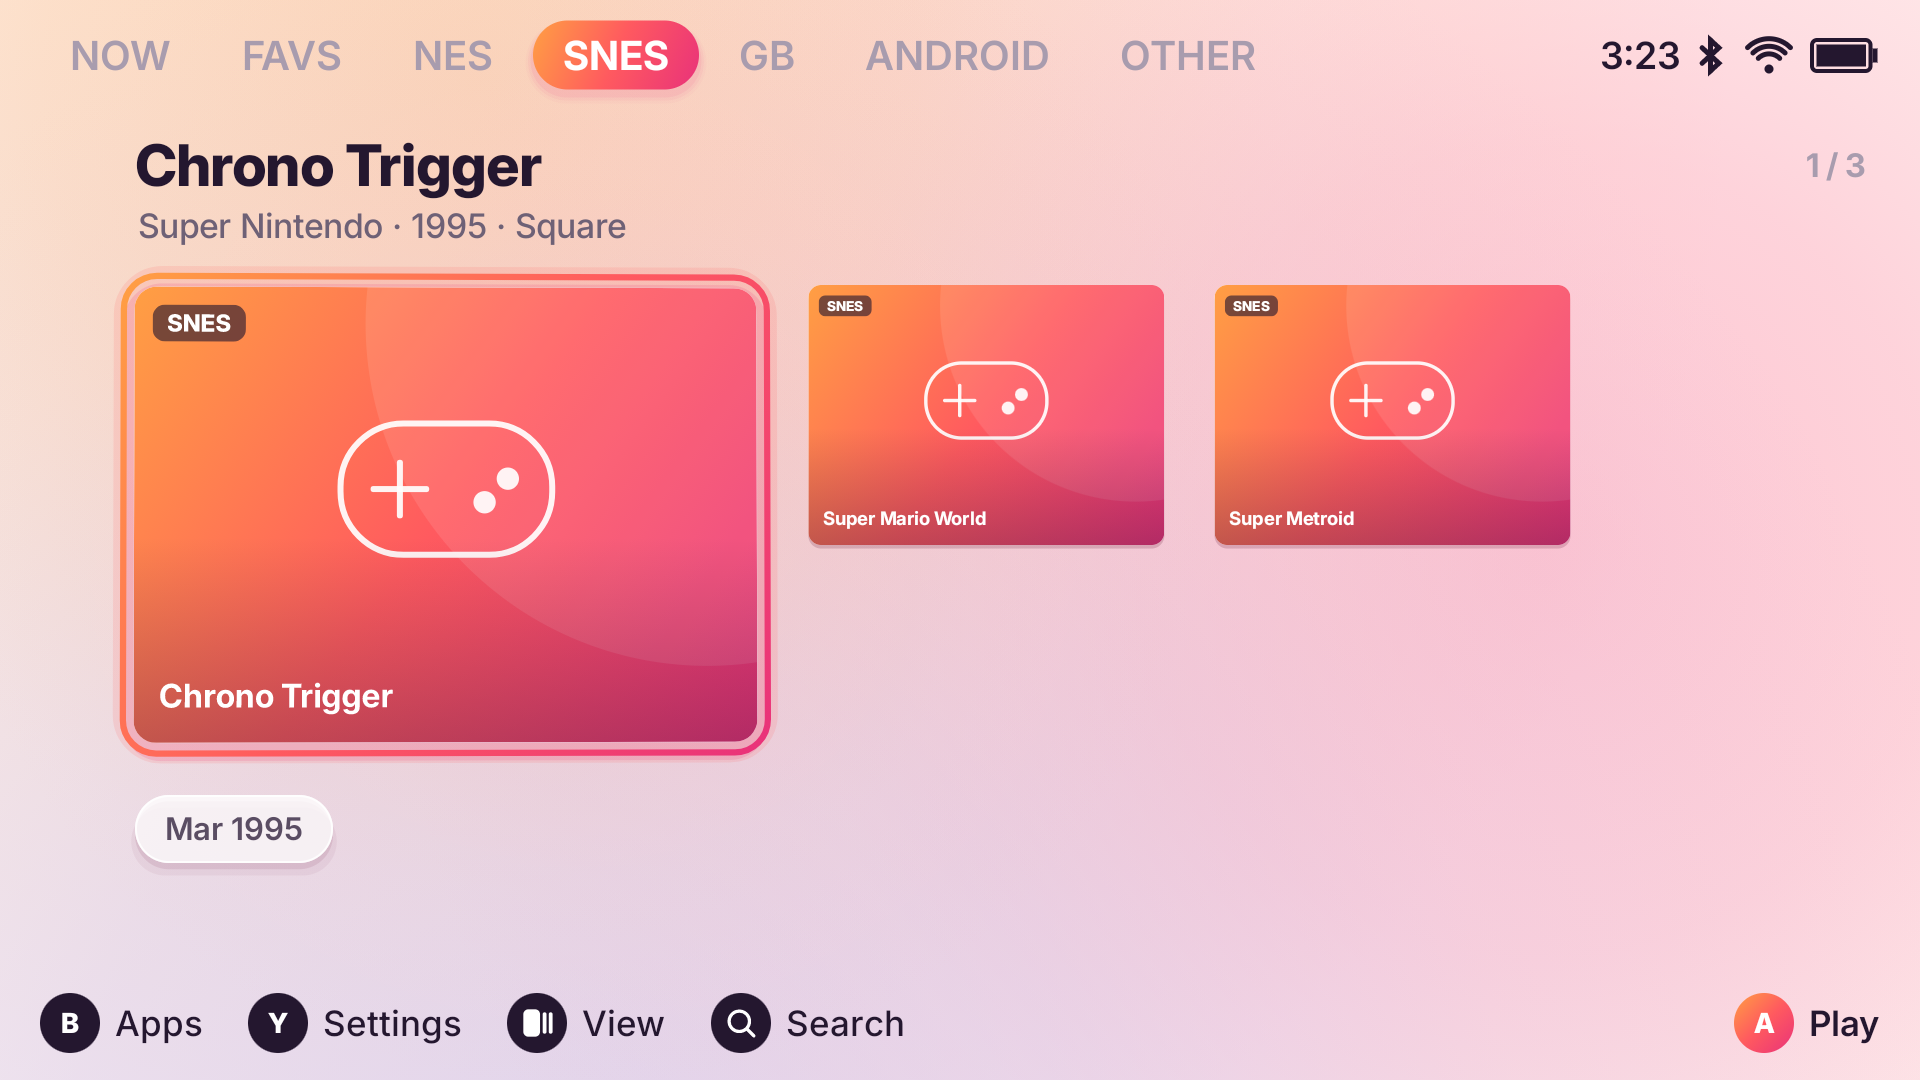 NOW FAVS NES SNES GB ANDROID OTHER 3:23
Chrono Trigger
1 / 3
Super Nintendo · 1995 · Square
SNES
Chrono Trigger
SNES
Super Mario World
SNES
Super Metroid
Mar 1995
B Apps Y Settings View Search A Play